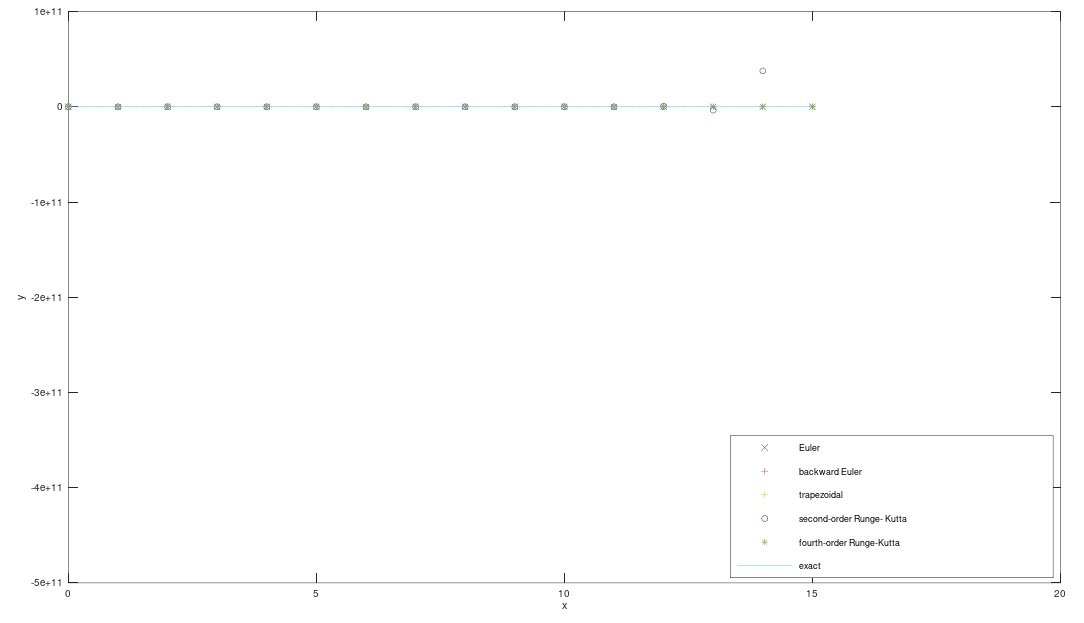 1e+11
0
-1e+11
-2e+11
y
-3e+11
-4e+11
-5e+11
Euler
backward Euler
trapezoidal
second-order Runge- Kutta
fourth-order Runge-Kutta
exact
0 5 10 15 20
x